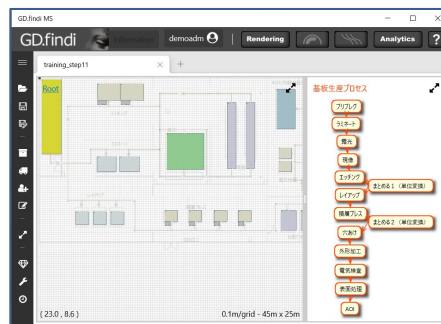 GD.findi MS
GD.findi
demoadm
Rendering
Analytics
?
training_step11
Root
基板生産プロセス
プリプレグ
ラミネート
露光
現像
エッチング
まとめる1（単位変換）
レイアップ
積層プレス
まとめる2（単位変換）
穴あけ
外形加工
電気検査
表面処理
AOI
( 23.0 , 8.6 )
0.1m/grid - 45m x 25m